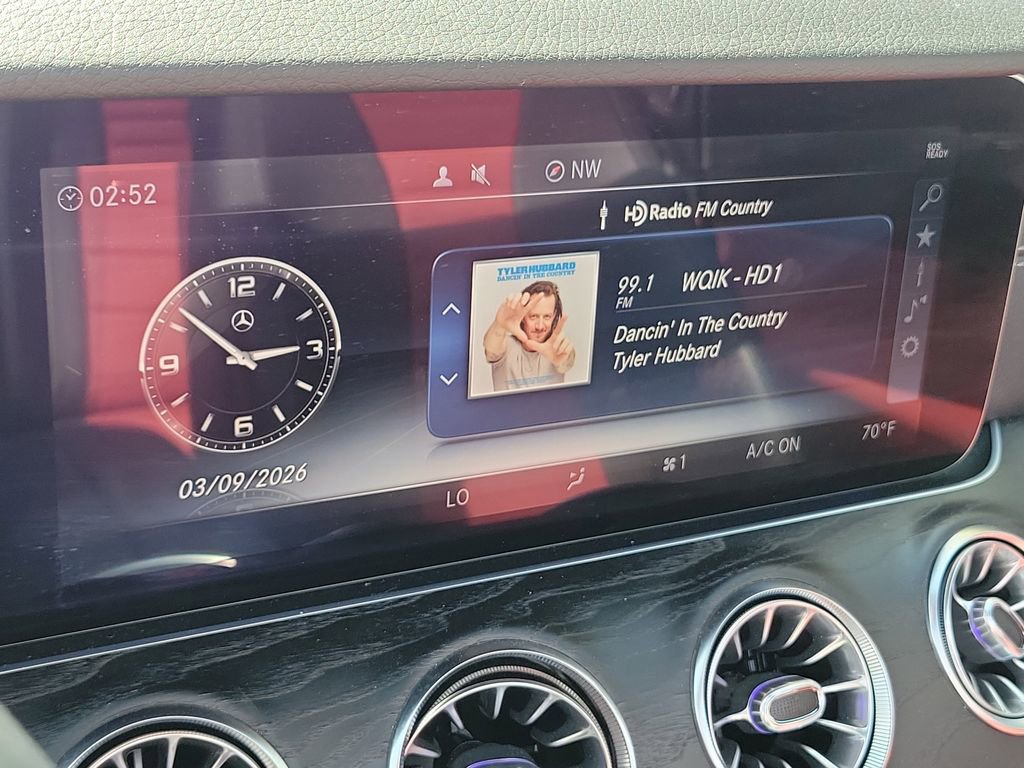 02:52
NW
SOS
READY
HD Radio FM Country
12
3
6
9
TYLER HUBBARD
DANCIN' IN THE COUNTRY
99.1 WQIK - HD1
FM
Dancin' In The Country
Tyler Hubbard
03/09/2026
LO
1
A/C ON
70°F